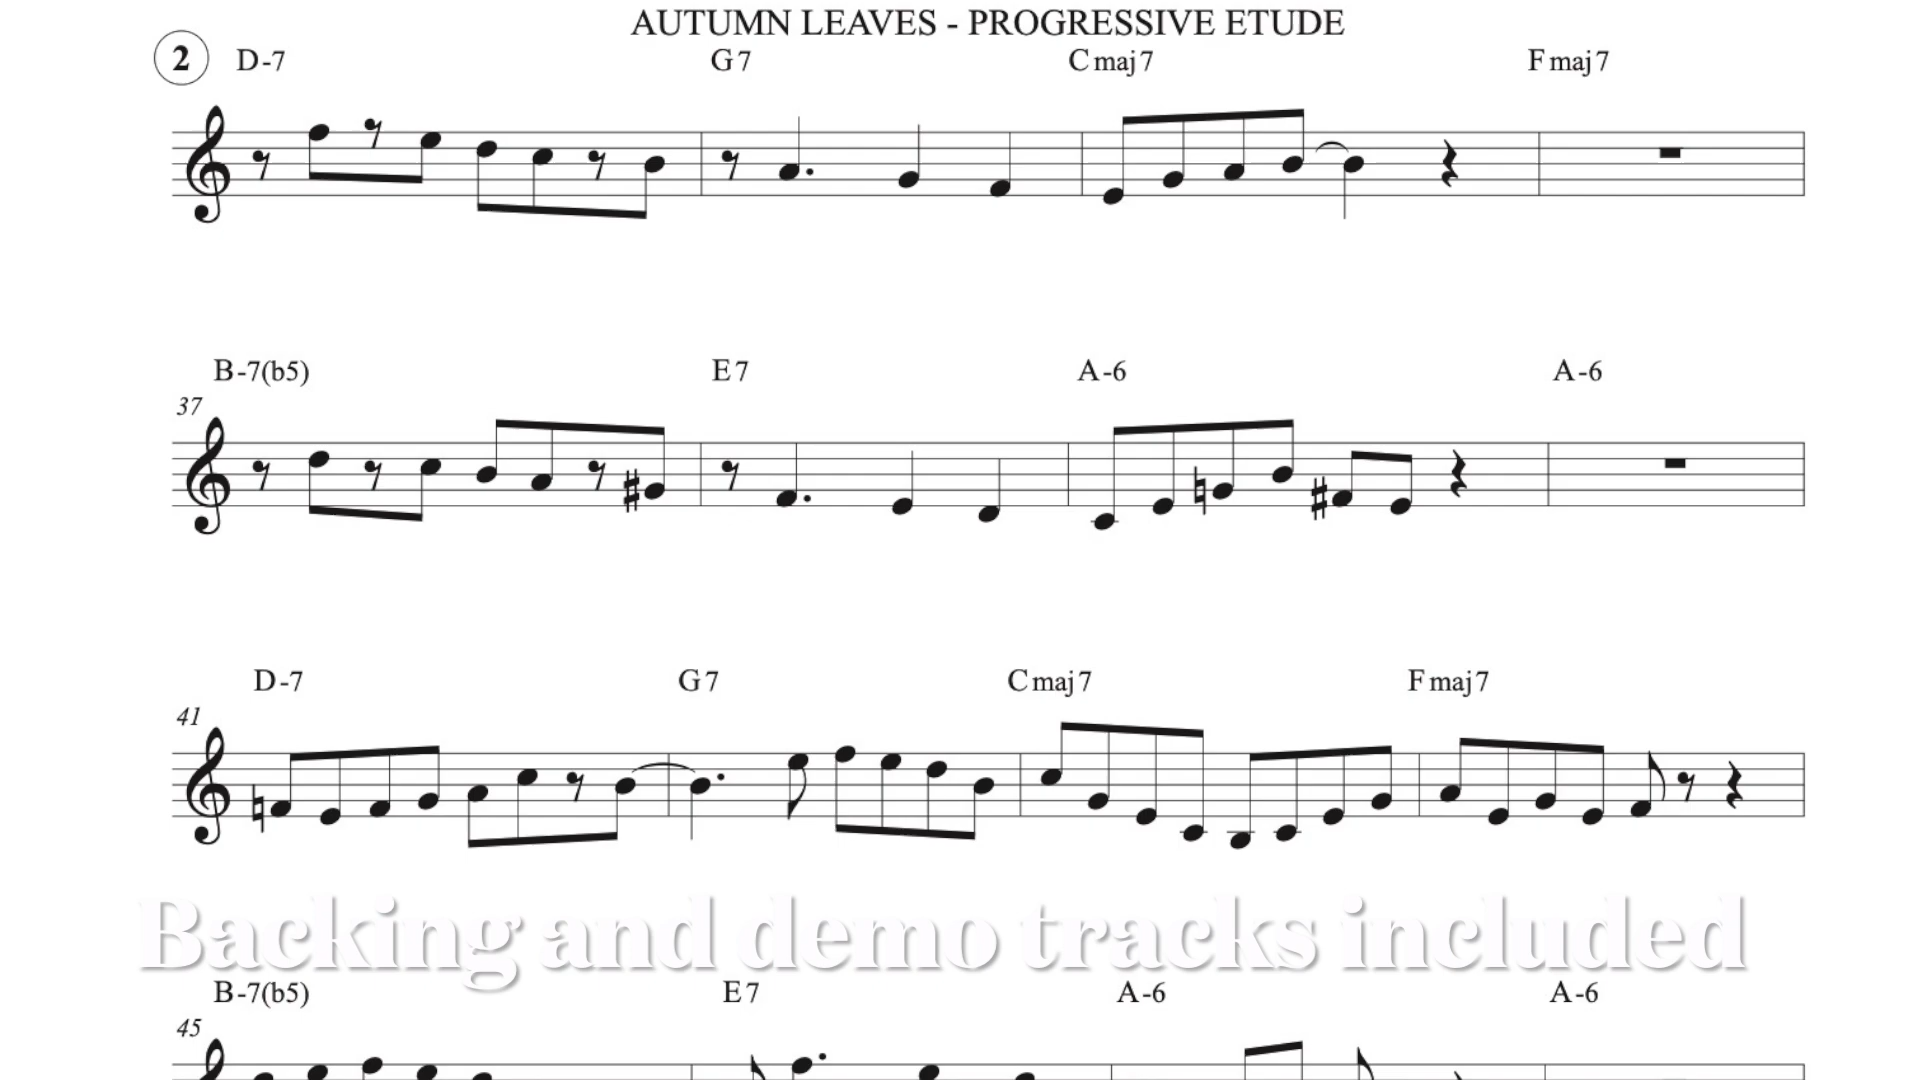 AUTUMN LEAVES - PROGRESSIVE ETUDE
2 D-7 G7 Cmaj7 Fmaj7
B-7(b5) E7 A-6 A-6
37
D-7 G7 Cmaj7 Fmaj7
41
Backing and demo tracks included
B-7(b5) E7 A-6 A-6
45